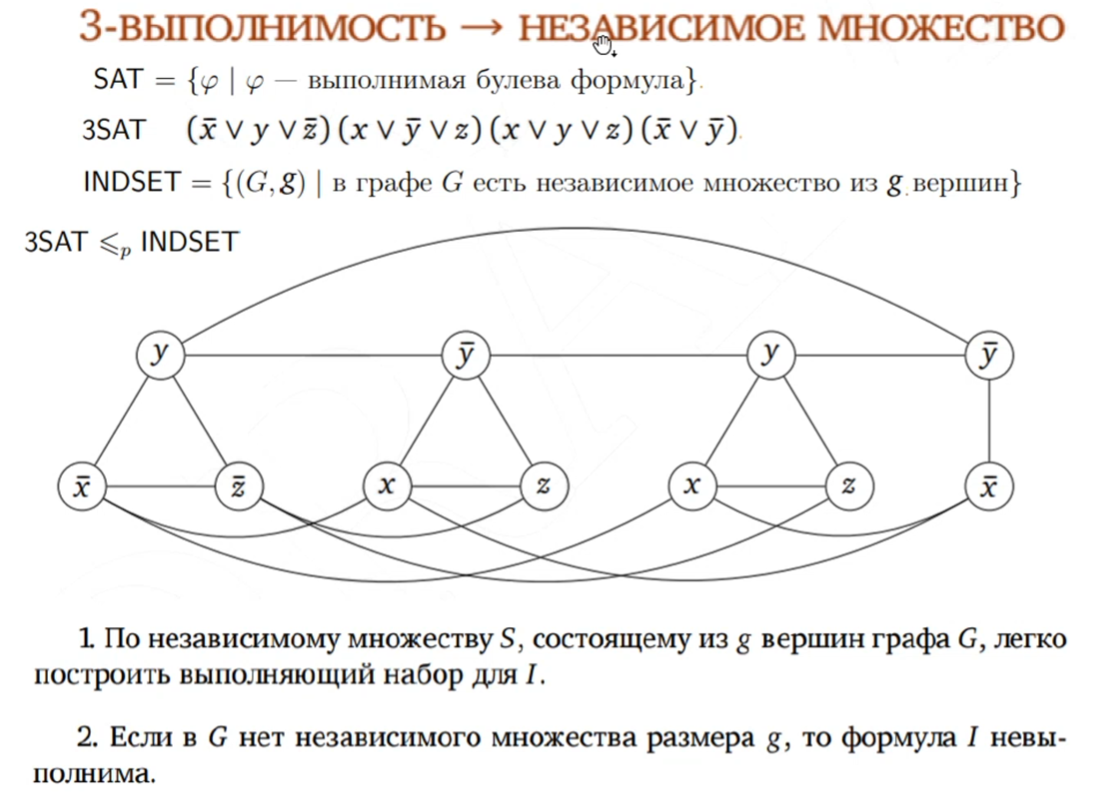 3-ВЫПОЛНИМОСТЬ → НЕЗАВИСИМОЕ МНОЖЕСТВО
SAT = {φ | φ — выполнимая булева формула}.
3SAT (x̄ ∨ y ∨ z̄) (x ∨ ȳ ∨ z) (x ∨ y ∨ z) (x̄ ∨ ȳ).
INDSET = {(G, g) | в графе G есть независимое множество из g вершин}
3SAT ⩽p INDSET
y ȳ y ȳ
x̄ z̄ x z x z x̄
1. По независимому множеству S, состоящему из g вершин графа G, легко
построить выполняющий набор для I.
2. Если в G нет независимого множества размера g, то формула I невы-
полнима.